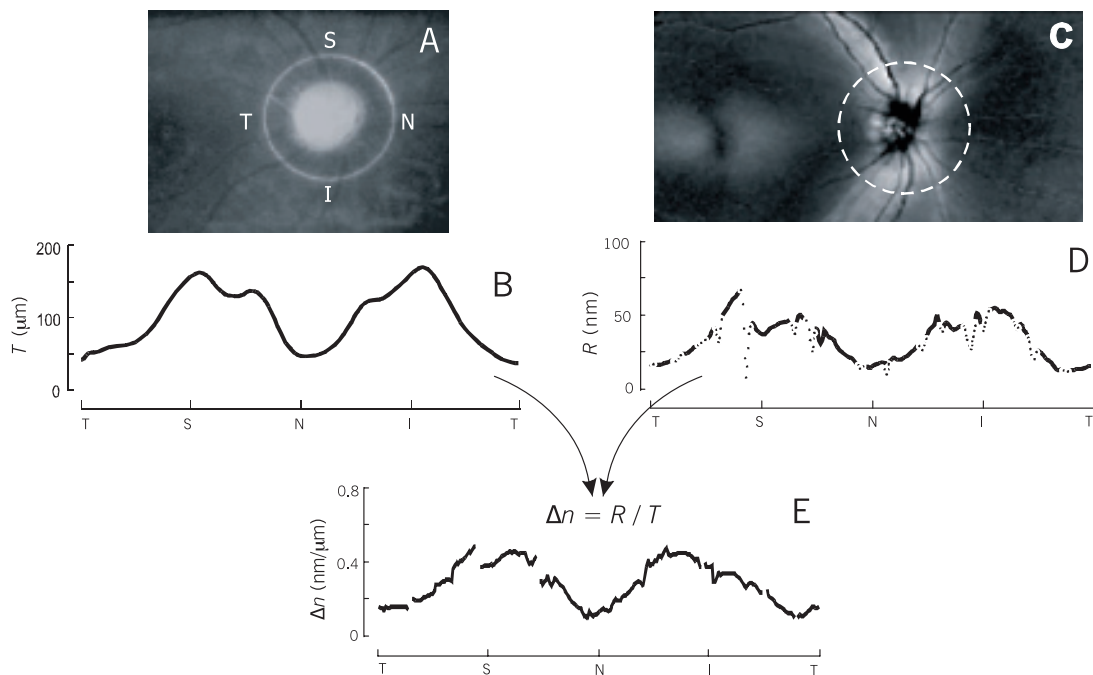 A
S
T
N
I
C
200
100
0
T (μm)
B
T S N I T
100
50
0
R (nm)
D
T S N I T
Δn = R / T
E
0.8
0.4
0
Δn (nm/μm)
T S N I T